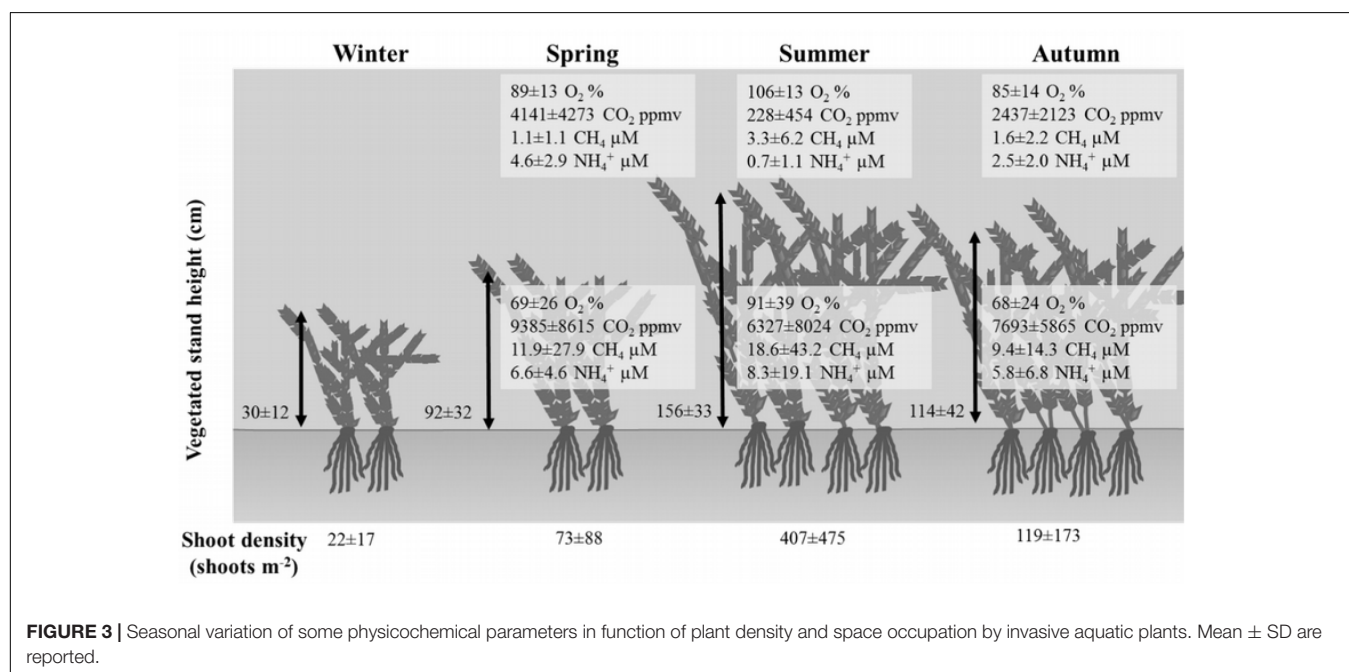 Winter Spring Summer Autumn
89±13 O₂ %
4141±4273 CO₂ ppmv
1.1±1.1 CH₄ µM
4.6±2.9 NH₄⁺ µM
106±13 O₂ %
228±454 CO₂ ppmv
3.3±6.2 CH₄ µM
0.7±1.1 NH₄⁺ µM
85±14 O₂ %
2437±2123 CO₂ ppmv
1.6±2.2 CH₄ µM
2.5±2.0 NH₄⁺ µM
Vegetated stand height (cm)
69±26 O₂ %
9385±8615 CO₂ ppmv
11.9±27.9 CH₄ µM
6.6±4.6 NH₄⁺ µM
91±39 O₂ %
6327±8024 CO₂ ppmv
18.6±43.2 CH₄ µM
8.3±19.1 NH₄⁺ µM
68±24 O₂ %
7693±5865 CO₂ ppmv
9.4±14.3 CH₄ µM
5.8±6.8 NH₄⁺ µM
30±12 92±32 156±33 114±42
Shoot density 22±17 73±88 407±475 119±173
(shoots m⁻²)
FIGURE 3 | Seasonal variation of some physicochemical parameters in function of plant density and space occupation by invasive aquatic plants. Mean ± SD are
reported.